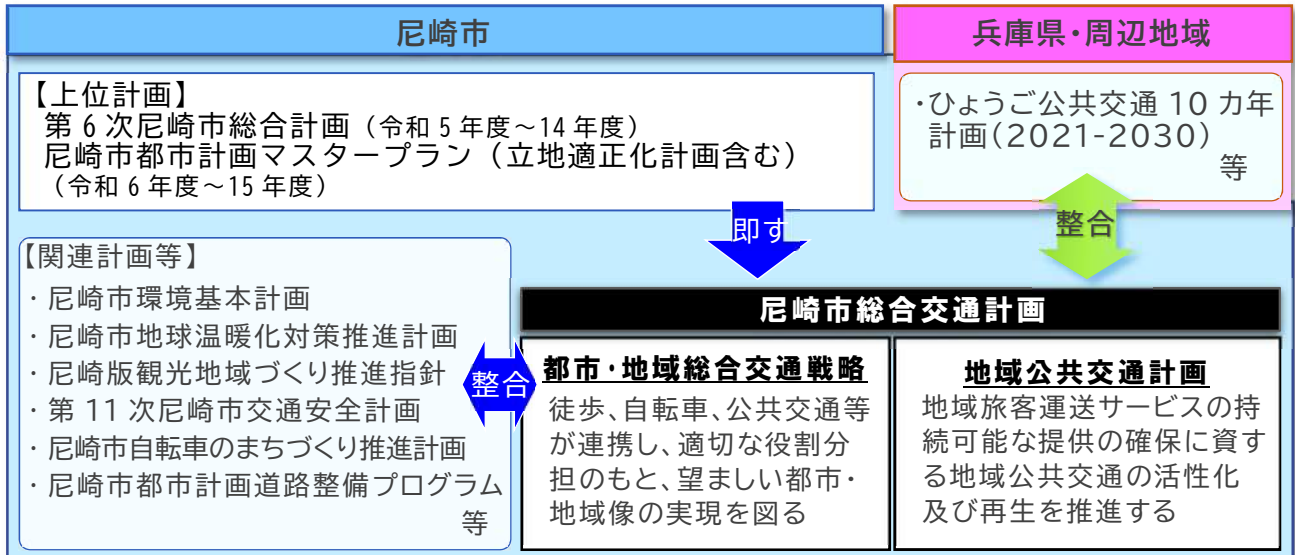 尼崎市
兵庫県・周辺地域
【上位計画】
第6次尼崎市総合計画（令和5年度～14年度）
尼崎市都市計画マスタープラン（立地適正化計画含む）
（令和6年度～15年度）
・ひょうご公共交通 10 カ年
計画(2021-2030)
等
即す
整合
【関連計画等】
・尼崎市環境基本計画
・尼崎市地球温暖化対策推進計画
・尼崎版観光地域づくり推進指針
・第 11 次尼崎市交通安全計画
・尼崎市自転車のまちづくり推進計画
・尼崎市都市計画道路整備プログラム
等
整合
尼崎市総合交通計画
都市・地域総合交通戦略
徒歩、自転車、公共交通等
が連携し、適切な役割分
担のもと、望ましい都市・
地域像の実現を図る
地域公共交通計画
地域旅客運送サービスの持
続可能な提供の確保に資す
る地域公共交通の活性化
及び再生を推進する